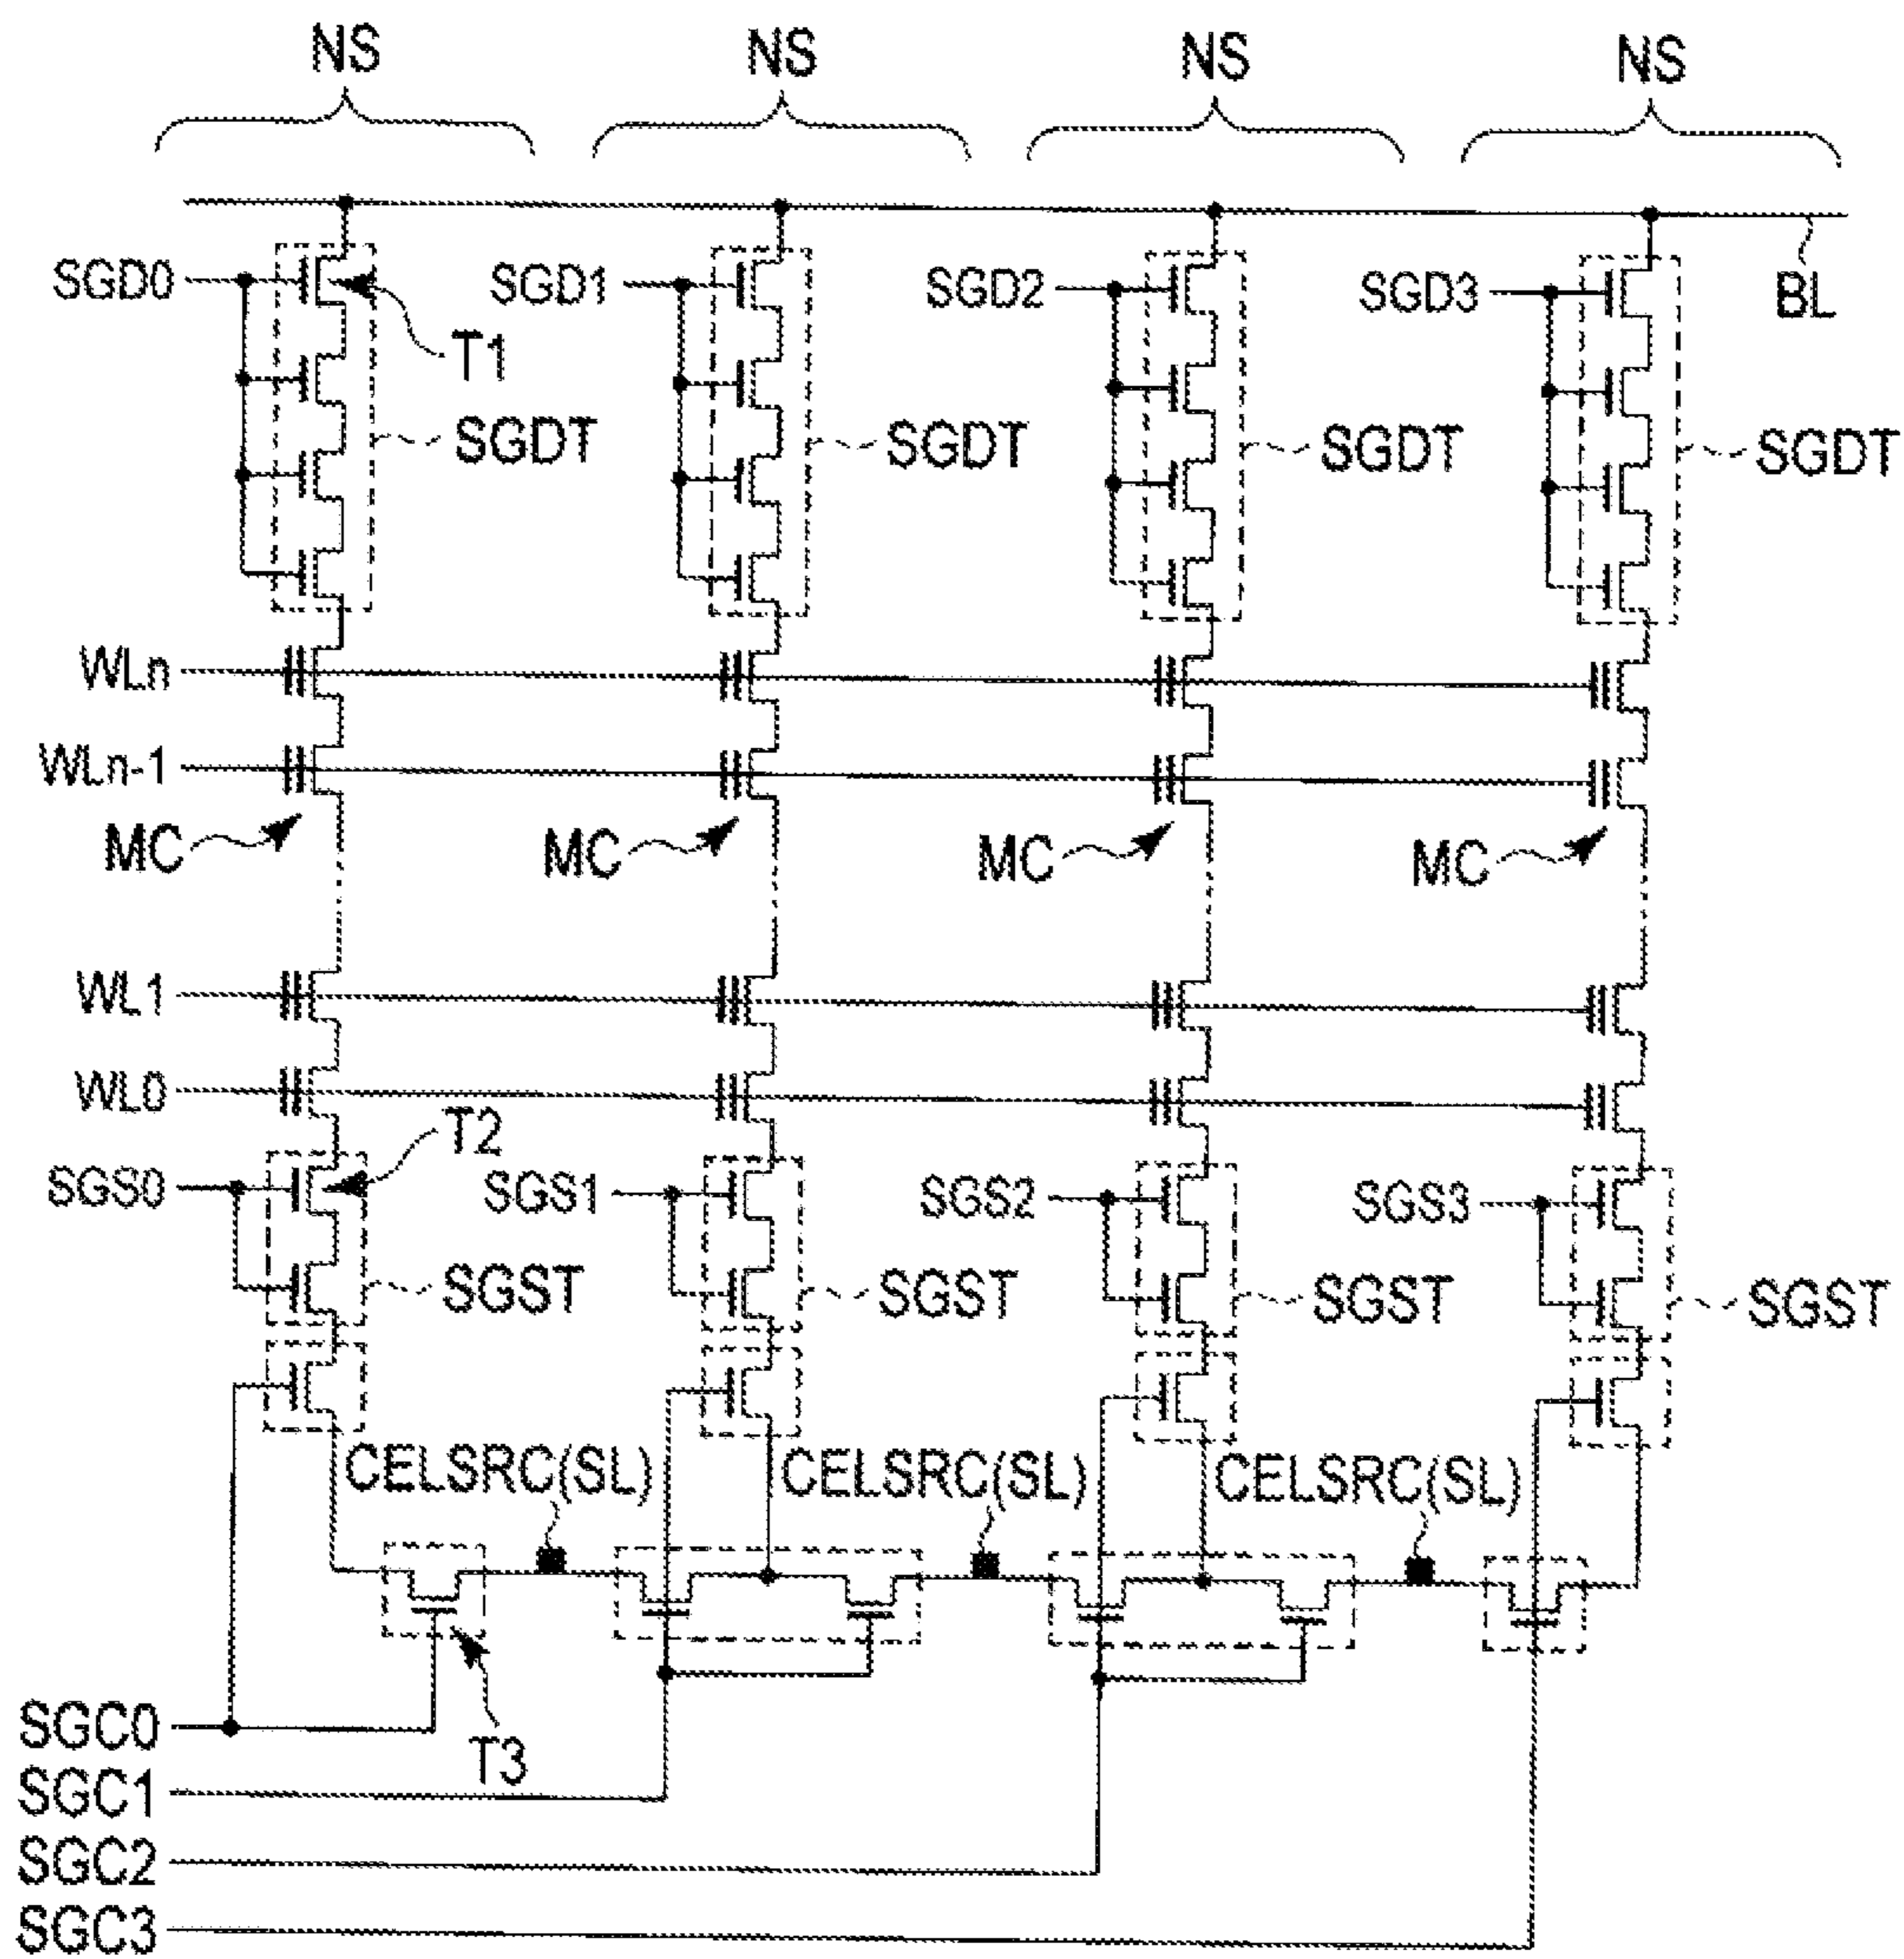 NS NS NS NS
SGD0 SGD1 SGD2 SGD3 BL
T1
SGDT SGDT SGDT SGDT
WLn
WLn-1
MC MC MC MC
WL1
WL0
T2
SGS0 SGS1 SGS2 SGS3
SGST SGST SGST SGST
CELSRC(SL) CELSRC(SL) CELSRC(SL)
SGC0
T3
SGC1
SGC2
SGC3